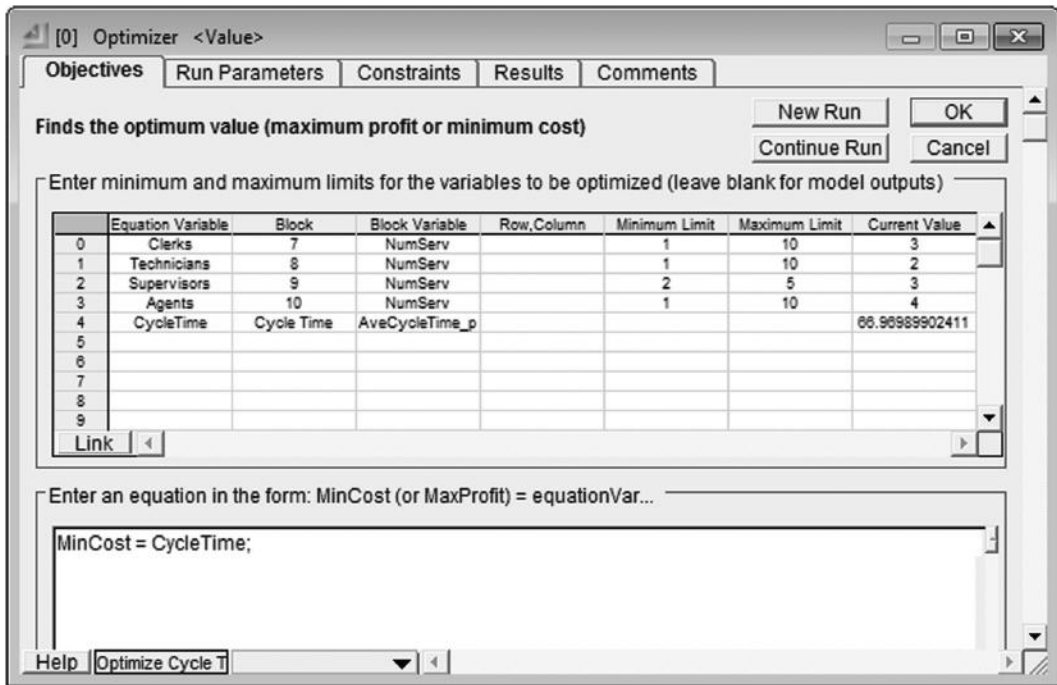 [0] Optimizer <Value>
Objectives Run Parameters Constraints Results Comments
New Run OK
Finds the optimum value (maximum profit or minimum cost)
Continue Run Cancel
Enter minimum and maximum limits for the variables to be optimized (leave blank for model outputs)
Equation Variable Block Block Variable Row,Column Minimum Limit Maximum Limit Current Value
0 Clerks 7 NumServ 1 10 3
1 Technicians 8 NumServ 1 10 2
2 Supervisors 9 NumServ 2 5 3
3 Agents 10 NumServ 1 10 4
4 CycleTime Cycle Time AveCycleTime_p 66.96989902411
5
6
7
8
9
Link
Enter an equation in the form: MinCost (or MaxProfit) = equationVar...
MinCost = CycleTime;
Help Optimize Cycle T